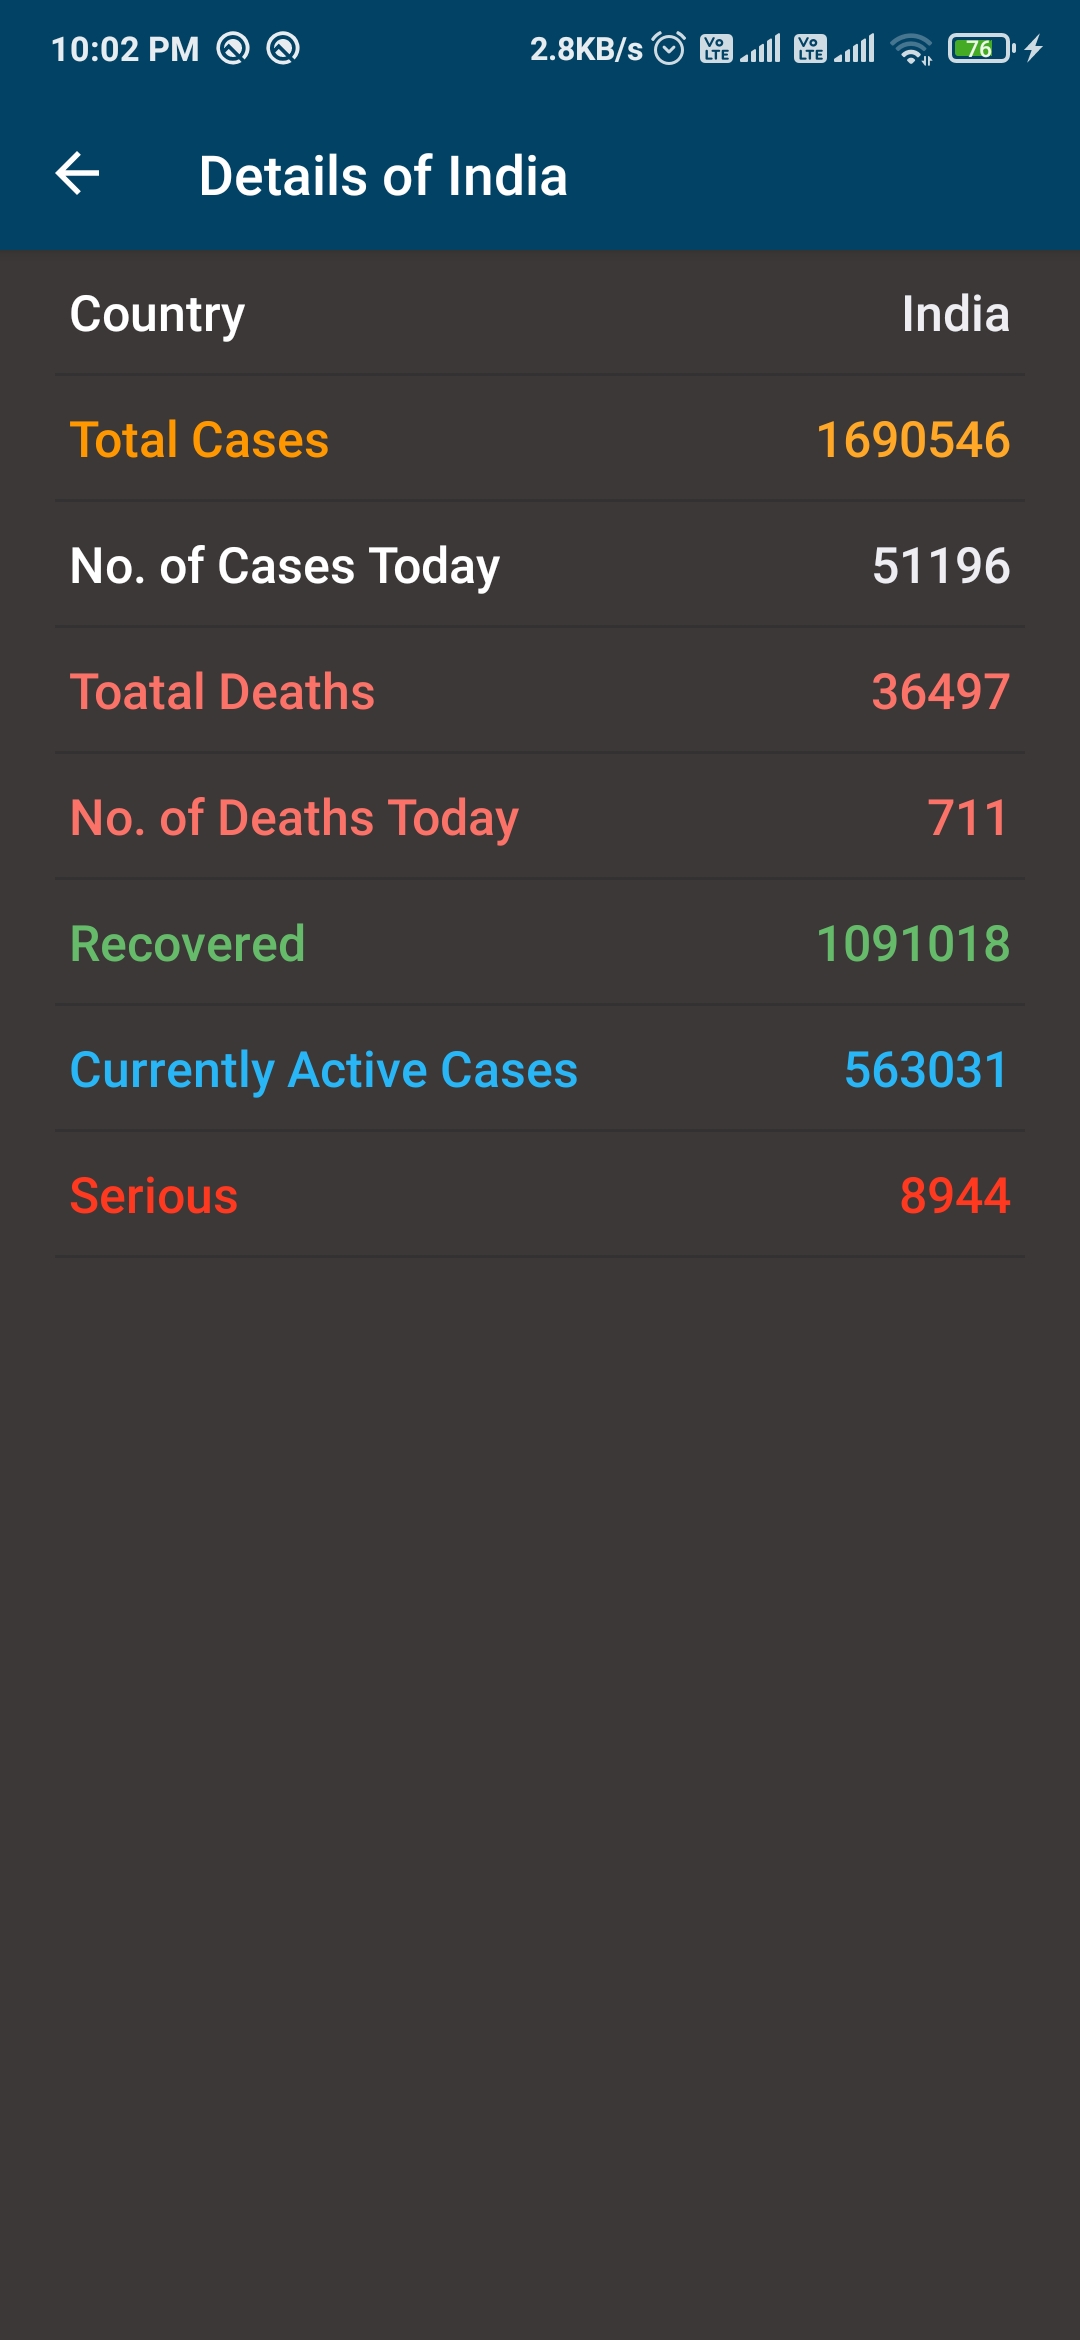 10:02 PM 2.8KB/s Vo LTE Vo LTE 76
Details of India
Country India
Total Cases 1690546
No. of Cases Today 51196
Toatal Deaths 36497
No. of Deaths Today 711
Recovered 1091018
Currently Active Cases 563031
Serious 8944